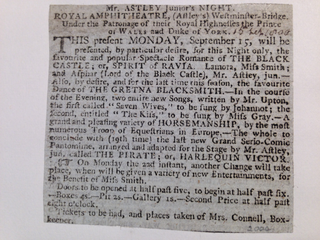 Mr. ASTLEY Junior's NIGHT.
ROYAL AMPHITHEATRE, (Astley's) Westminster-Bridge.
Under the Patronage of their Royal Highnesses the Prince
of WALES and Duke of YORK.
THIS present MONDAY, September 15, will be
presented, by particular desire, for this Night only, the
favourite and popular Spectacle Romance of THE BLACK
CASTLE; or, SPIRIT of RAVIA. Lamora, Miss Smith;
and Aspirar (Lord of the Black Castle), Mr. Astley, jun.—
Also, by desire, and for the last time this season, the favourite
Dance of THE GRETNA BLACKSMITH.—In the course
of the Evening, two entire new Songs, written by Mr. Upton,
the first called "Seven Wives," to be sung by Johannot; the
second, entitled "The Kiss," to be sung by Miss Gray.—A
grand and pleasing variety of HORSEMANSHIP, by the most
numerous Troop of Equestrians in Europe.—The whole to
conclude with (19th time) the last new Grand Serio-Comic
Pantomime, arranged and adapted for the Stage by Mr. Astley,
jun. called THE PIRATE; or, HARLEQUIN VICTOR.
On Monday the 22d instant, another Change will take
place, when will be given a variety of new Entertainments, for
the Benefit of Miss Smith.
Doors to be opened at half past five, to begin at half past six.
—Boxes 4s.—Pit 2s.—Gallery 1s.—Second Price at half past
eight o'clock.
Tickets to be had, and places taken of Mrs. Connell, Box-
keeper.